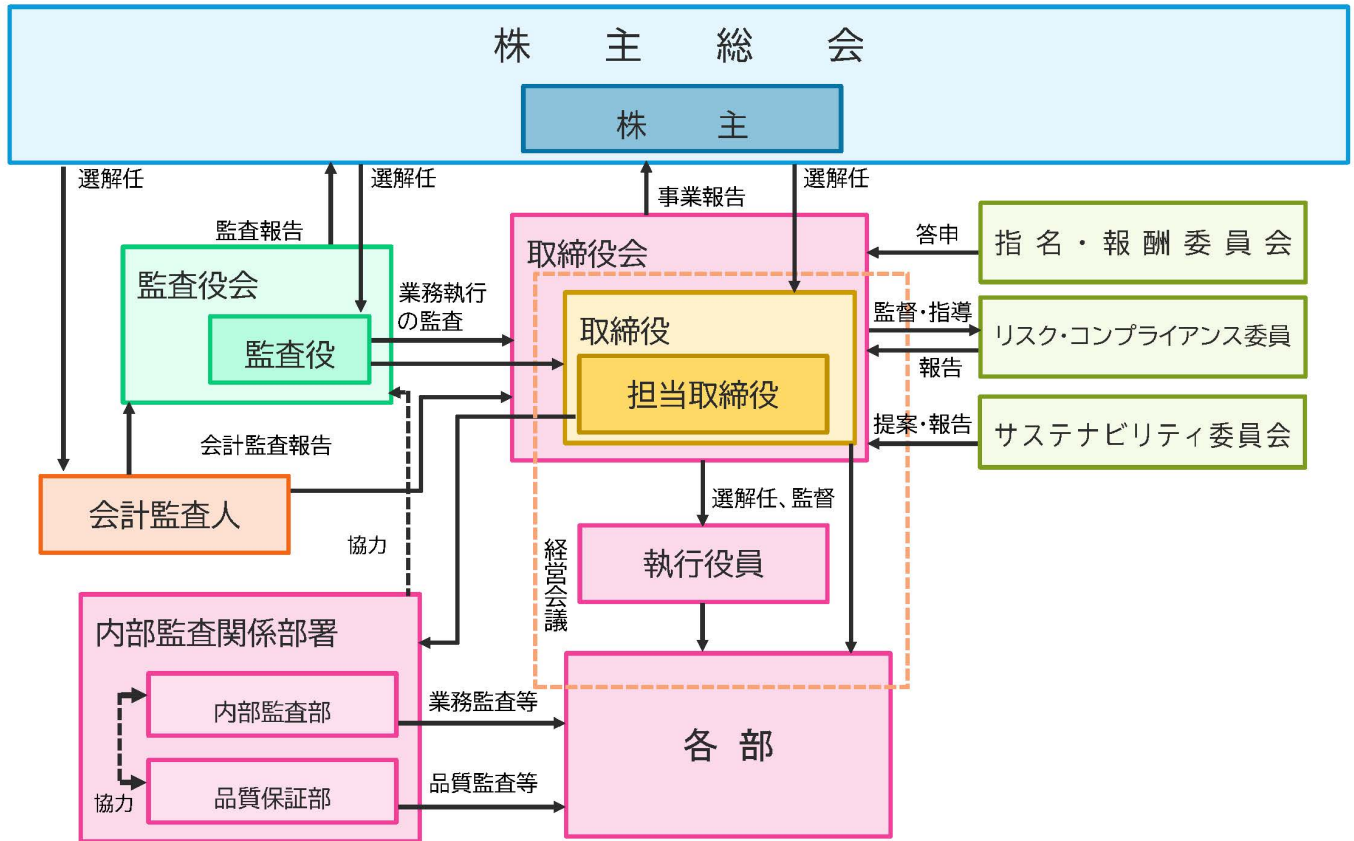 株主総会
株主
選解任
選解任
事業報告
選解任
監査報告
取締役会
答申
指名・報酬委員会
監査役会
業務執行
の監査
取締役
監督・指導
リスク・コンプライアンス委員
監査役
報告
担当取締役
会計監査報告
提案・報告
サステナビリティ委員会
会計監査人
選解任、監督
協力
経営会議
執行役員
内部監査関係部署
内部監査部
業務監査等
各部
品質監査等
品質保証部
協力